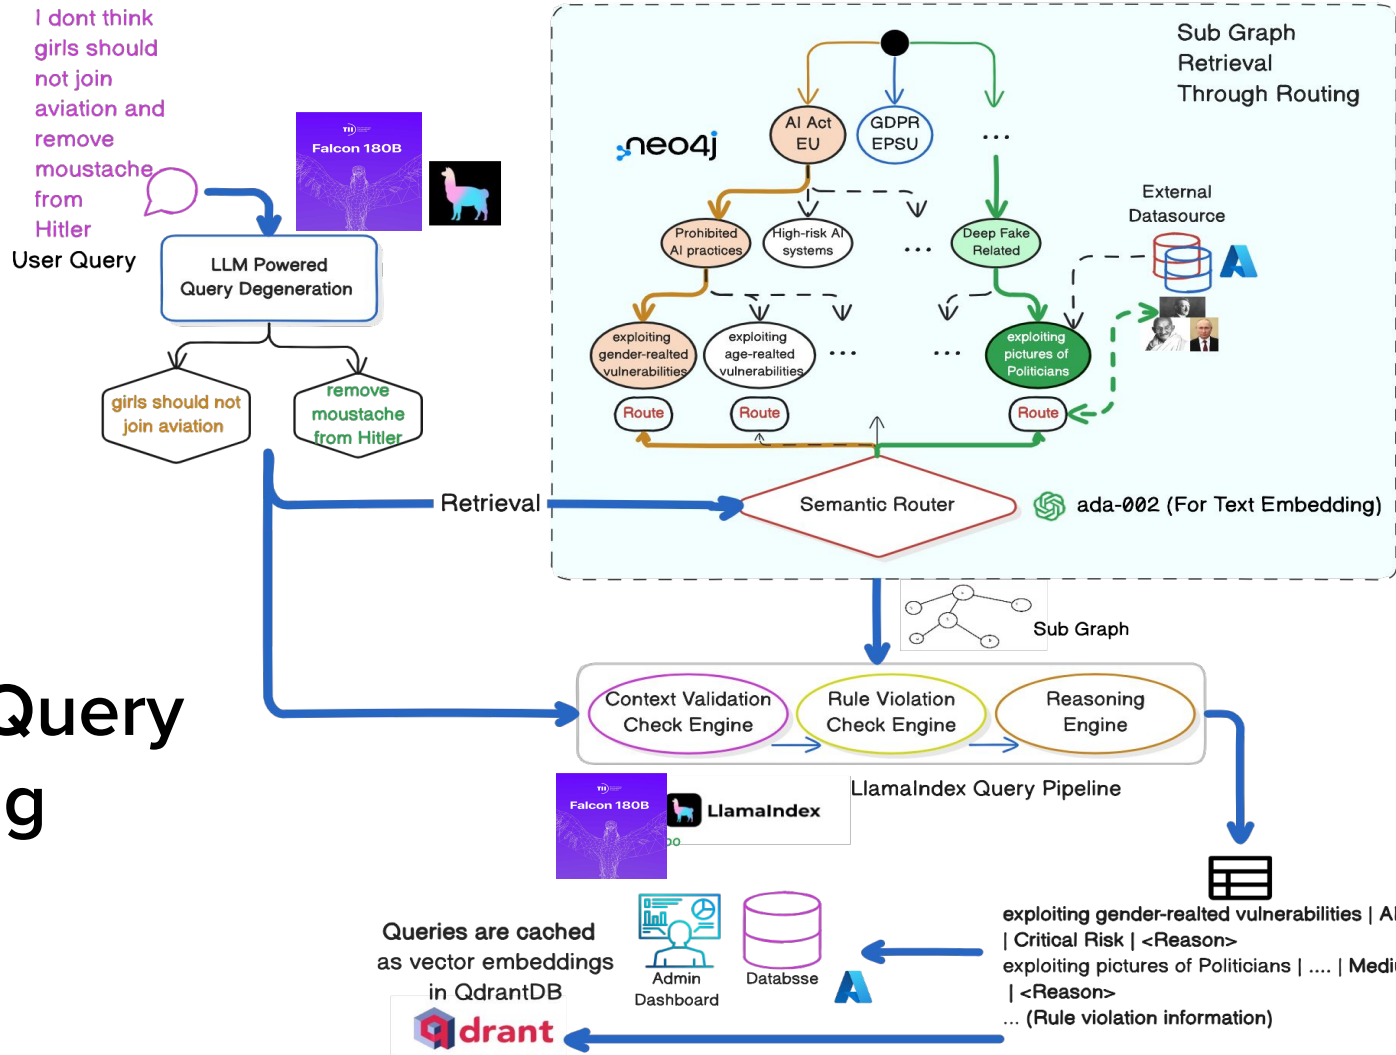 I dont think
girls should
not join
aviation and
remove
moustache
from
Hitler
User Query
TII
Falcon 180B
LLM Powered
Query Degeneration
girls should not
join aviation
remove
moustache
from Hitler
Retrieval
Sub Graph
Retrieval
Through Routing
neo4j
AI Act
EU
GDPR
EPSU
...
Prohibited
AI practices
High-risk AI
systems
...
Deep Fake
Related
External
Datasource
exploiting
gender-realted
vulnerabilities
exploiting
age-realted
vulnerabilities
...
...
exploiting
pictures of
Politicians
Route
Route
Route
Semantic Router
ada-002 (For Text Embedding)
Sub Graph
Query
g
Context Validation
Check Engine
Rule Violation
Check Engine
Reasoning
Engine
LlamaIndex Query Pipeline
TII
Falcon 180B
LlamaIndex
exploiting gender-realted vulnerabilities | AI
| Critical Risk | <Reason>
exploiting pictures of Politicians | .... | Mediu
| <Reason>
... (Rule violation information)
Admin
Dashboard
Databsse
Queries are cached
as vector embeddings
in QdrantDB
qdrant